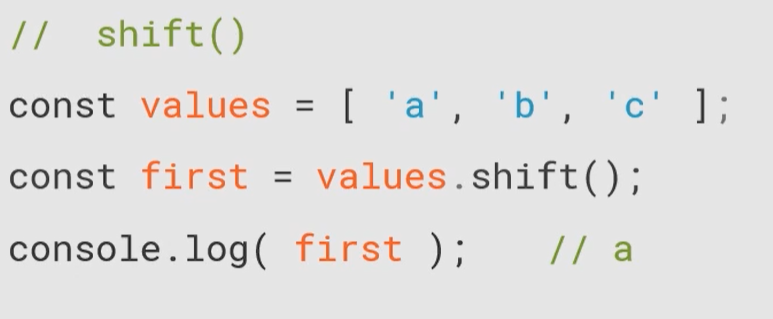 //  shift()
const values = [ 'a', 'b', 'c' ];
const first = values.shift();
console.log( first );   // a